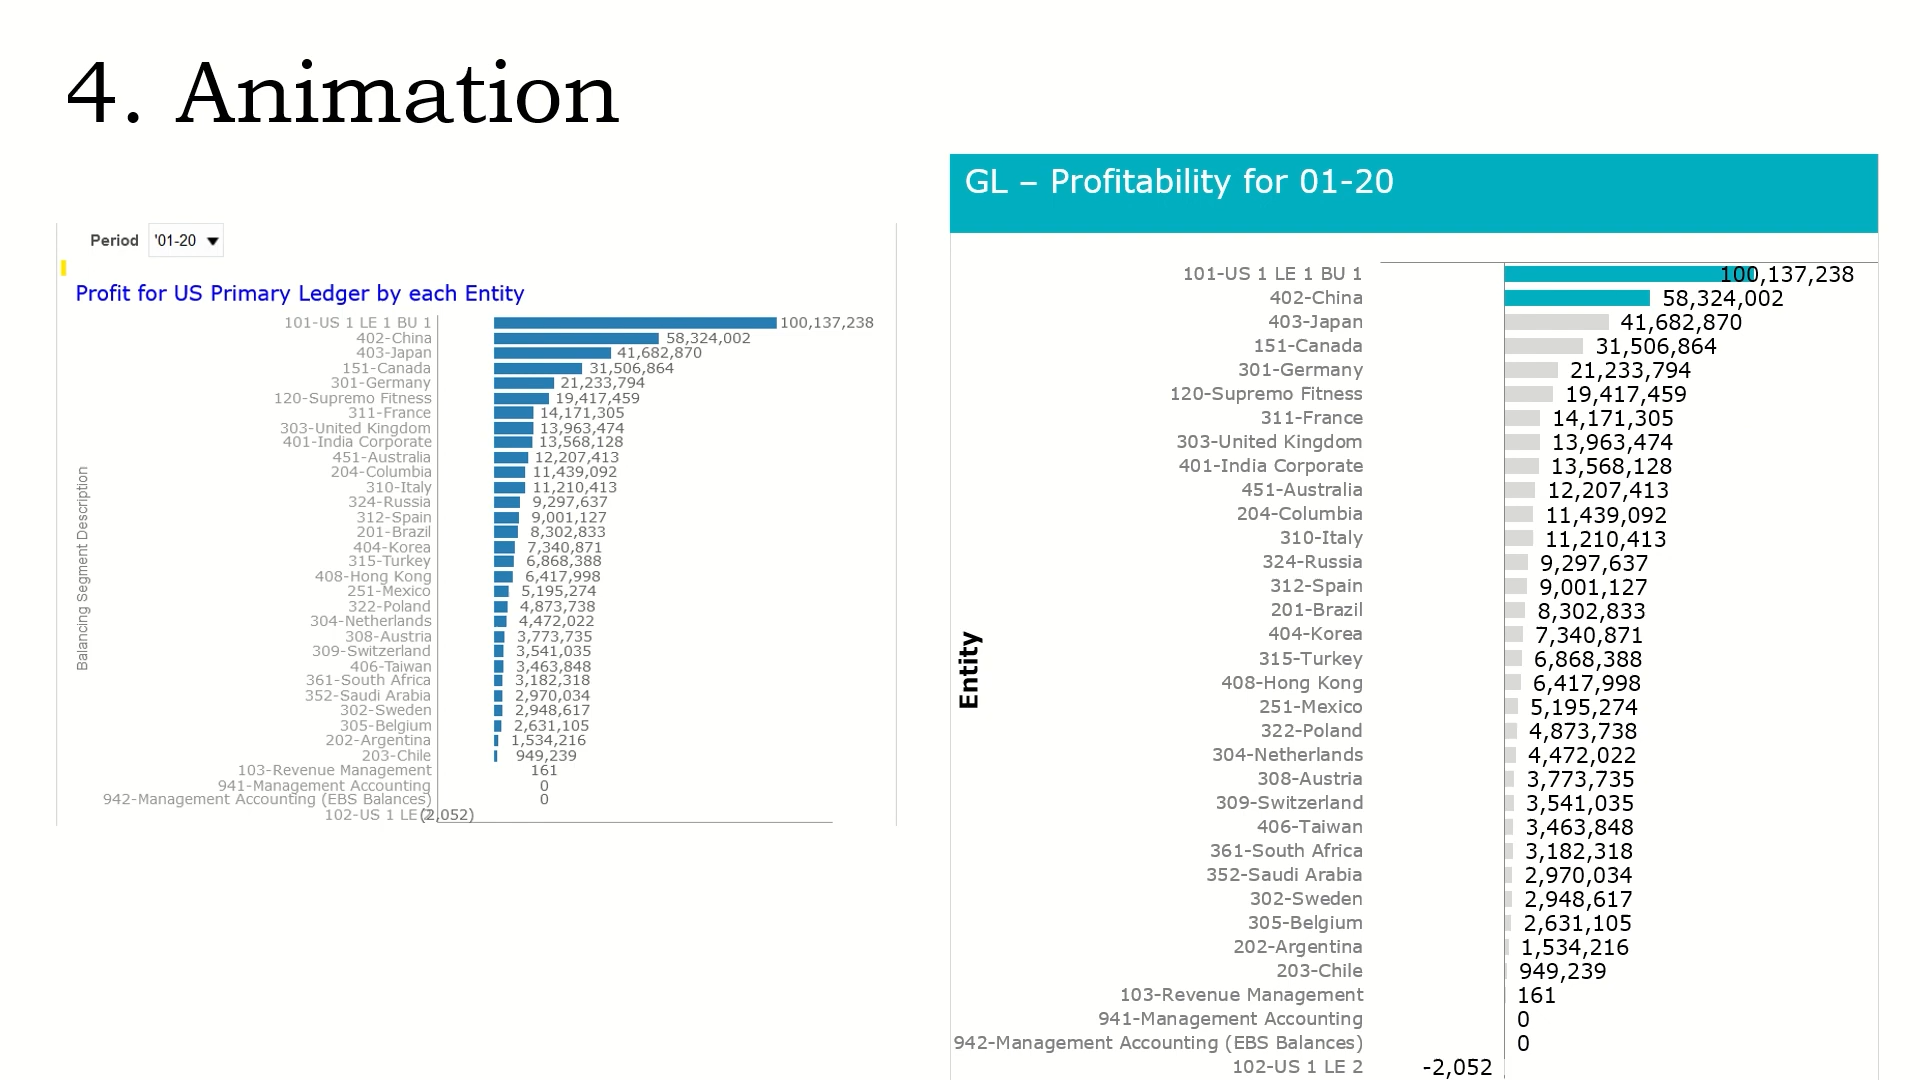 4. Animation
Period '01-20
Profit for US Primary Ledger by each Entity
Balancing Segment Description
101-US 1 LE 1 BU 1 100,137,238
402-China 58,324,002
403-Japan 41,682,870
151-Canada 31,506,864
301-Germany 21,233,794
120-Supremo Fitness 19,417,459
311-France 14,171,305
303-United Kingdom 13,963,474
401-India Corporate 13,568,128
451-Australia 12,207,413
204-Columbia 11,439,092
310-Italy 11,210,413
324-Russia 9,297,637
312-Spain 9,001,127
201-Brazil 8,302,833
404-Korea 7,340,871
315-Turkey 6,868,388
408-Hong Kong 6,417,998
251-Mexico 5,195,274
322-Poland 4,873,738
304-Netherlands 4,472,022
308-Austria 3,773,735
309-Switzerland 3,541,035
406-Taiwan 3,463,848
361-South Africa 3,182,318
352-Saudi Arabia 2,970,034
302-Sweden 2,948,617
305-Belgium 2,631,105
202-Argentina 1,534,216
203-Chile 949,239
103-Revenue Management 161
941-Management Accounting 0
942-Management Accounting (EBS Balances) 0
102-US 1 LE 2 (2,052)
GL – Profitability for 01-20
Entity
101-US 1 LE 1 BU 1 100,137,238
402-China 58,324,002
403-Japan 41,682,870
151-Canada 31,506,864
301-Germany 21,233,794
120-Supremo Fitness 19,417,459
311-France 14,171,305
303-United Kingdom 13,963,474
401-India Corporate 13,568,128
451-Australia 12,207,413
204-Columbia 11,439,092
310-Italy 11,210,413
324-Russia 9,297,637
312-Spain 9,001,127
201-Brazil 8,302,833
404-Korea 7,340,871
315-Turkey 6,868,388
408-Hong Kong 6,417,998
251-Mexico 5,195,274
322-Poland 4,873,738
304-Netherlands 4,472,022
308-Austria 3,773,735
309-Switzerland 3,541,035
406-Taiwan 3,463,848
361-South Africa 3,182,318
352-Saudi Arabia 2,970,034
302-Sweden 2,948,617
305-Belgium 2,631,105
202-Argentina 1,534,216
203-Chile 949,239
103-Revenue Management 161
941-Management Accounting 0
942-Management Accounting (EBS Balances) 0
102-US 1 LE 2 -2,052